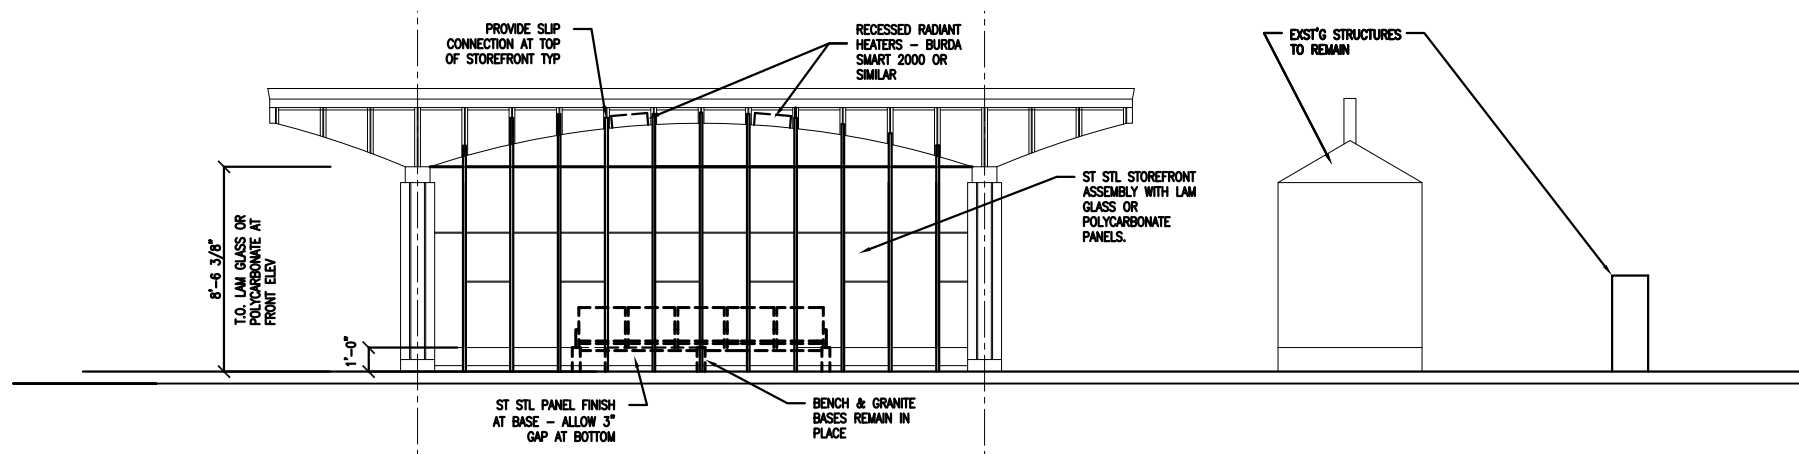 PROVIDE SLIP
CONNECTION AT TOP
OF STOREFRONT TYP
RECESSED RADIANT
HEATERS – BURDA
SMART 2000 OR
SIMILAR
EXST'G STRUCTURES
TO REMAIN
ST STL STOREFRONT
ASSEMBLY WITH LAM
GLASS OR
POLYCARBONATE
PANELS.
8'-6 3/8"
T.O. LAM GLASS OR
POLYCARBONATE AT
FRONT ELEV
1'-0"
ST STL PANEL FINISH
AT BASE – ALLOW 3"
GAP AT BOTTOM
BENCH & GRANITE
BASES REMAIN IN
PLACE